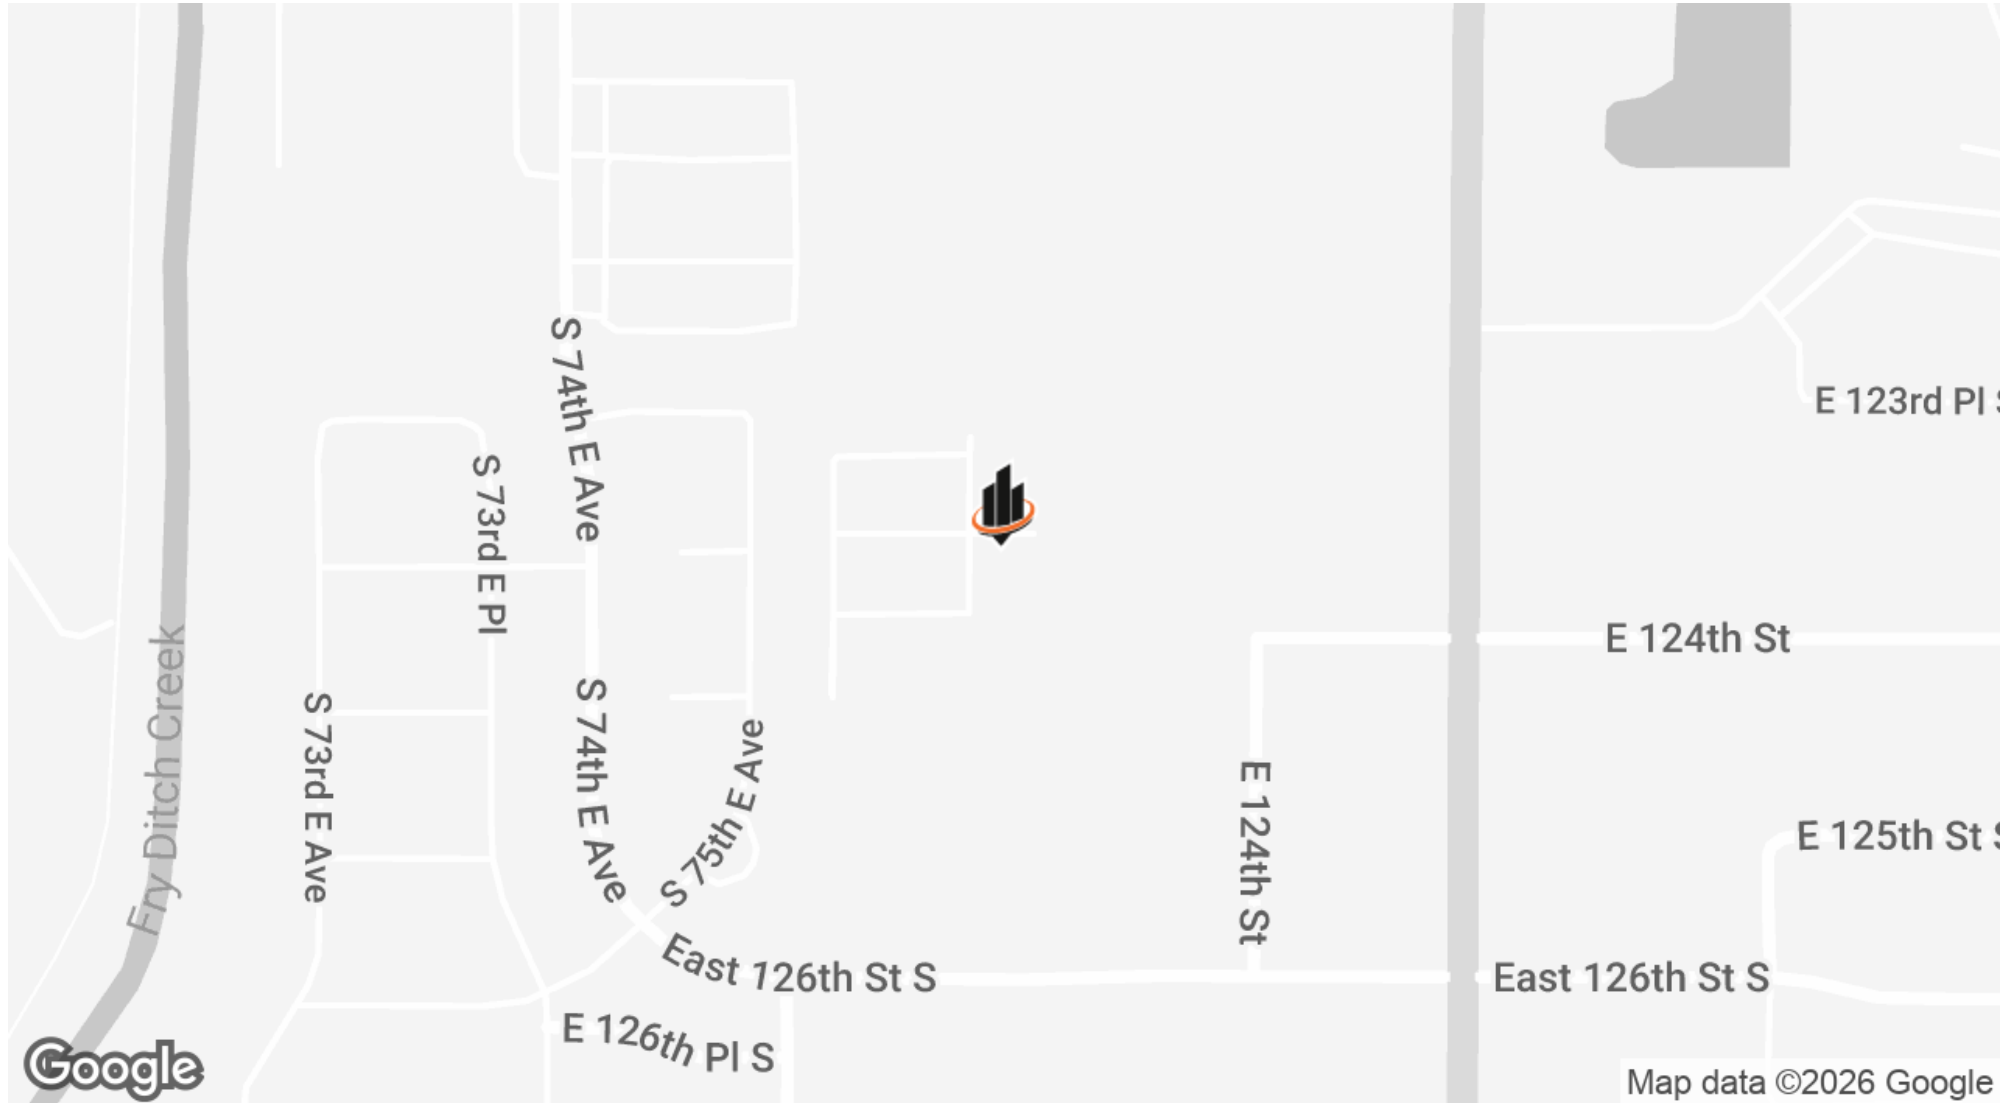 S 74th E Ave
E 123rd Pl S
S 73rd E Pl
E 124th St
S 73rd E Ave
S 74th E Ave
S 75th E Ave
Fry Ditch Creek
E 124th St
E 125th St S
East 126th St S
East 126th St S
E 126th Pl S
Google
Map data ©2026 Google